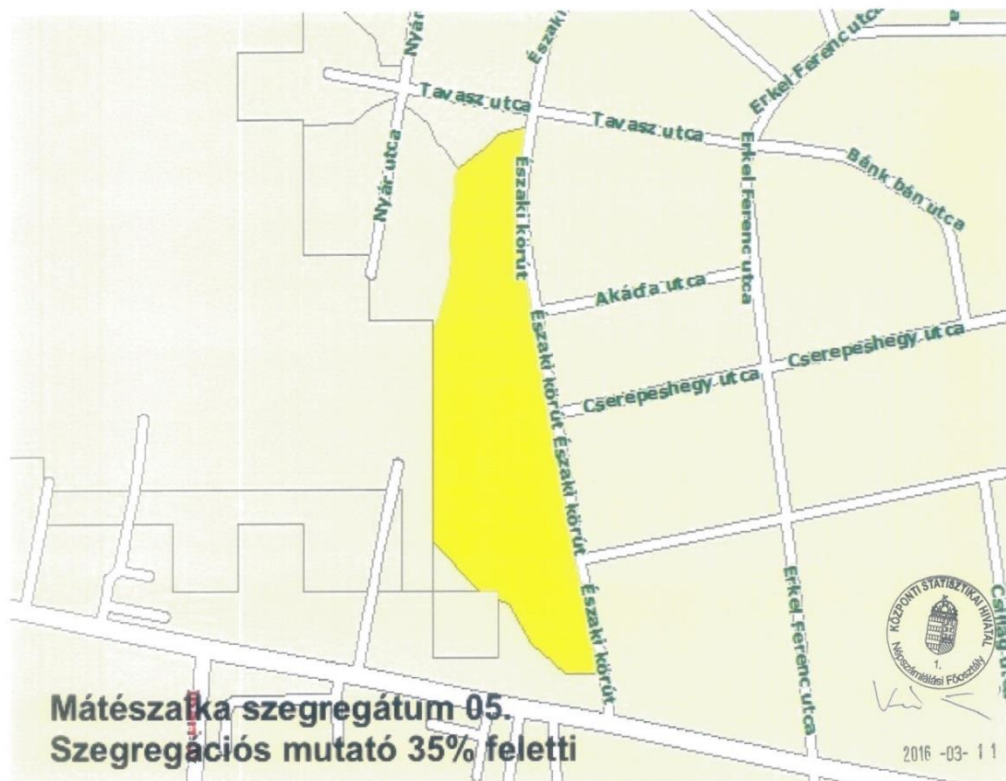 Nyár
Északi
Erkel Ferenc utca
a
Tavasz utca
Tavasz utca
Nyár utca
Északi körút
Erkel Ferenc utca
Bánk bán utca
Akácfa utca
Északi körút
Cserepeshegy utca
Cserepeshegy utca
Északi körút
Északi körút
Erkel Ferenc utca
KÖZPONTI STATISZTIKAI HIVATAL
1.
Népszámlálási Főosztály
2016 -03- 11
Mátészalka szegregátum 05.
Szegregációs mutató 35% feletti